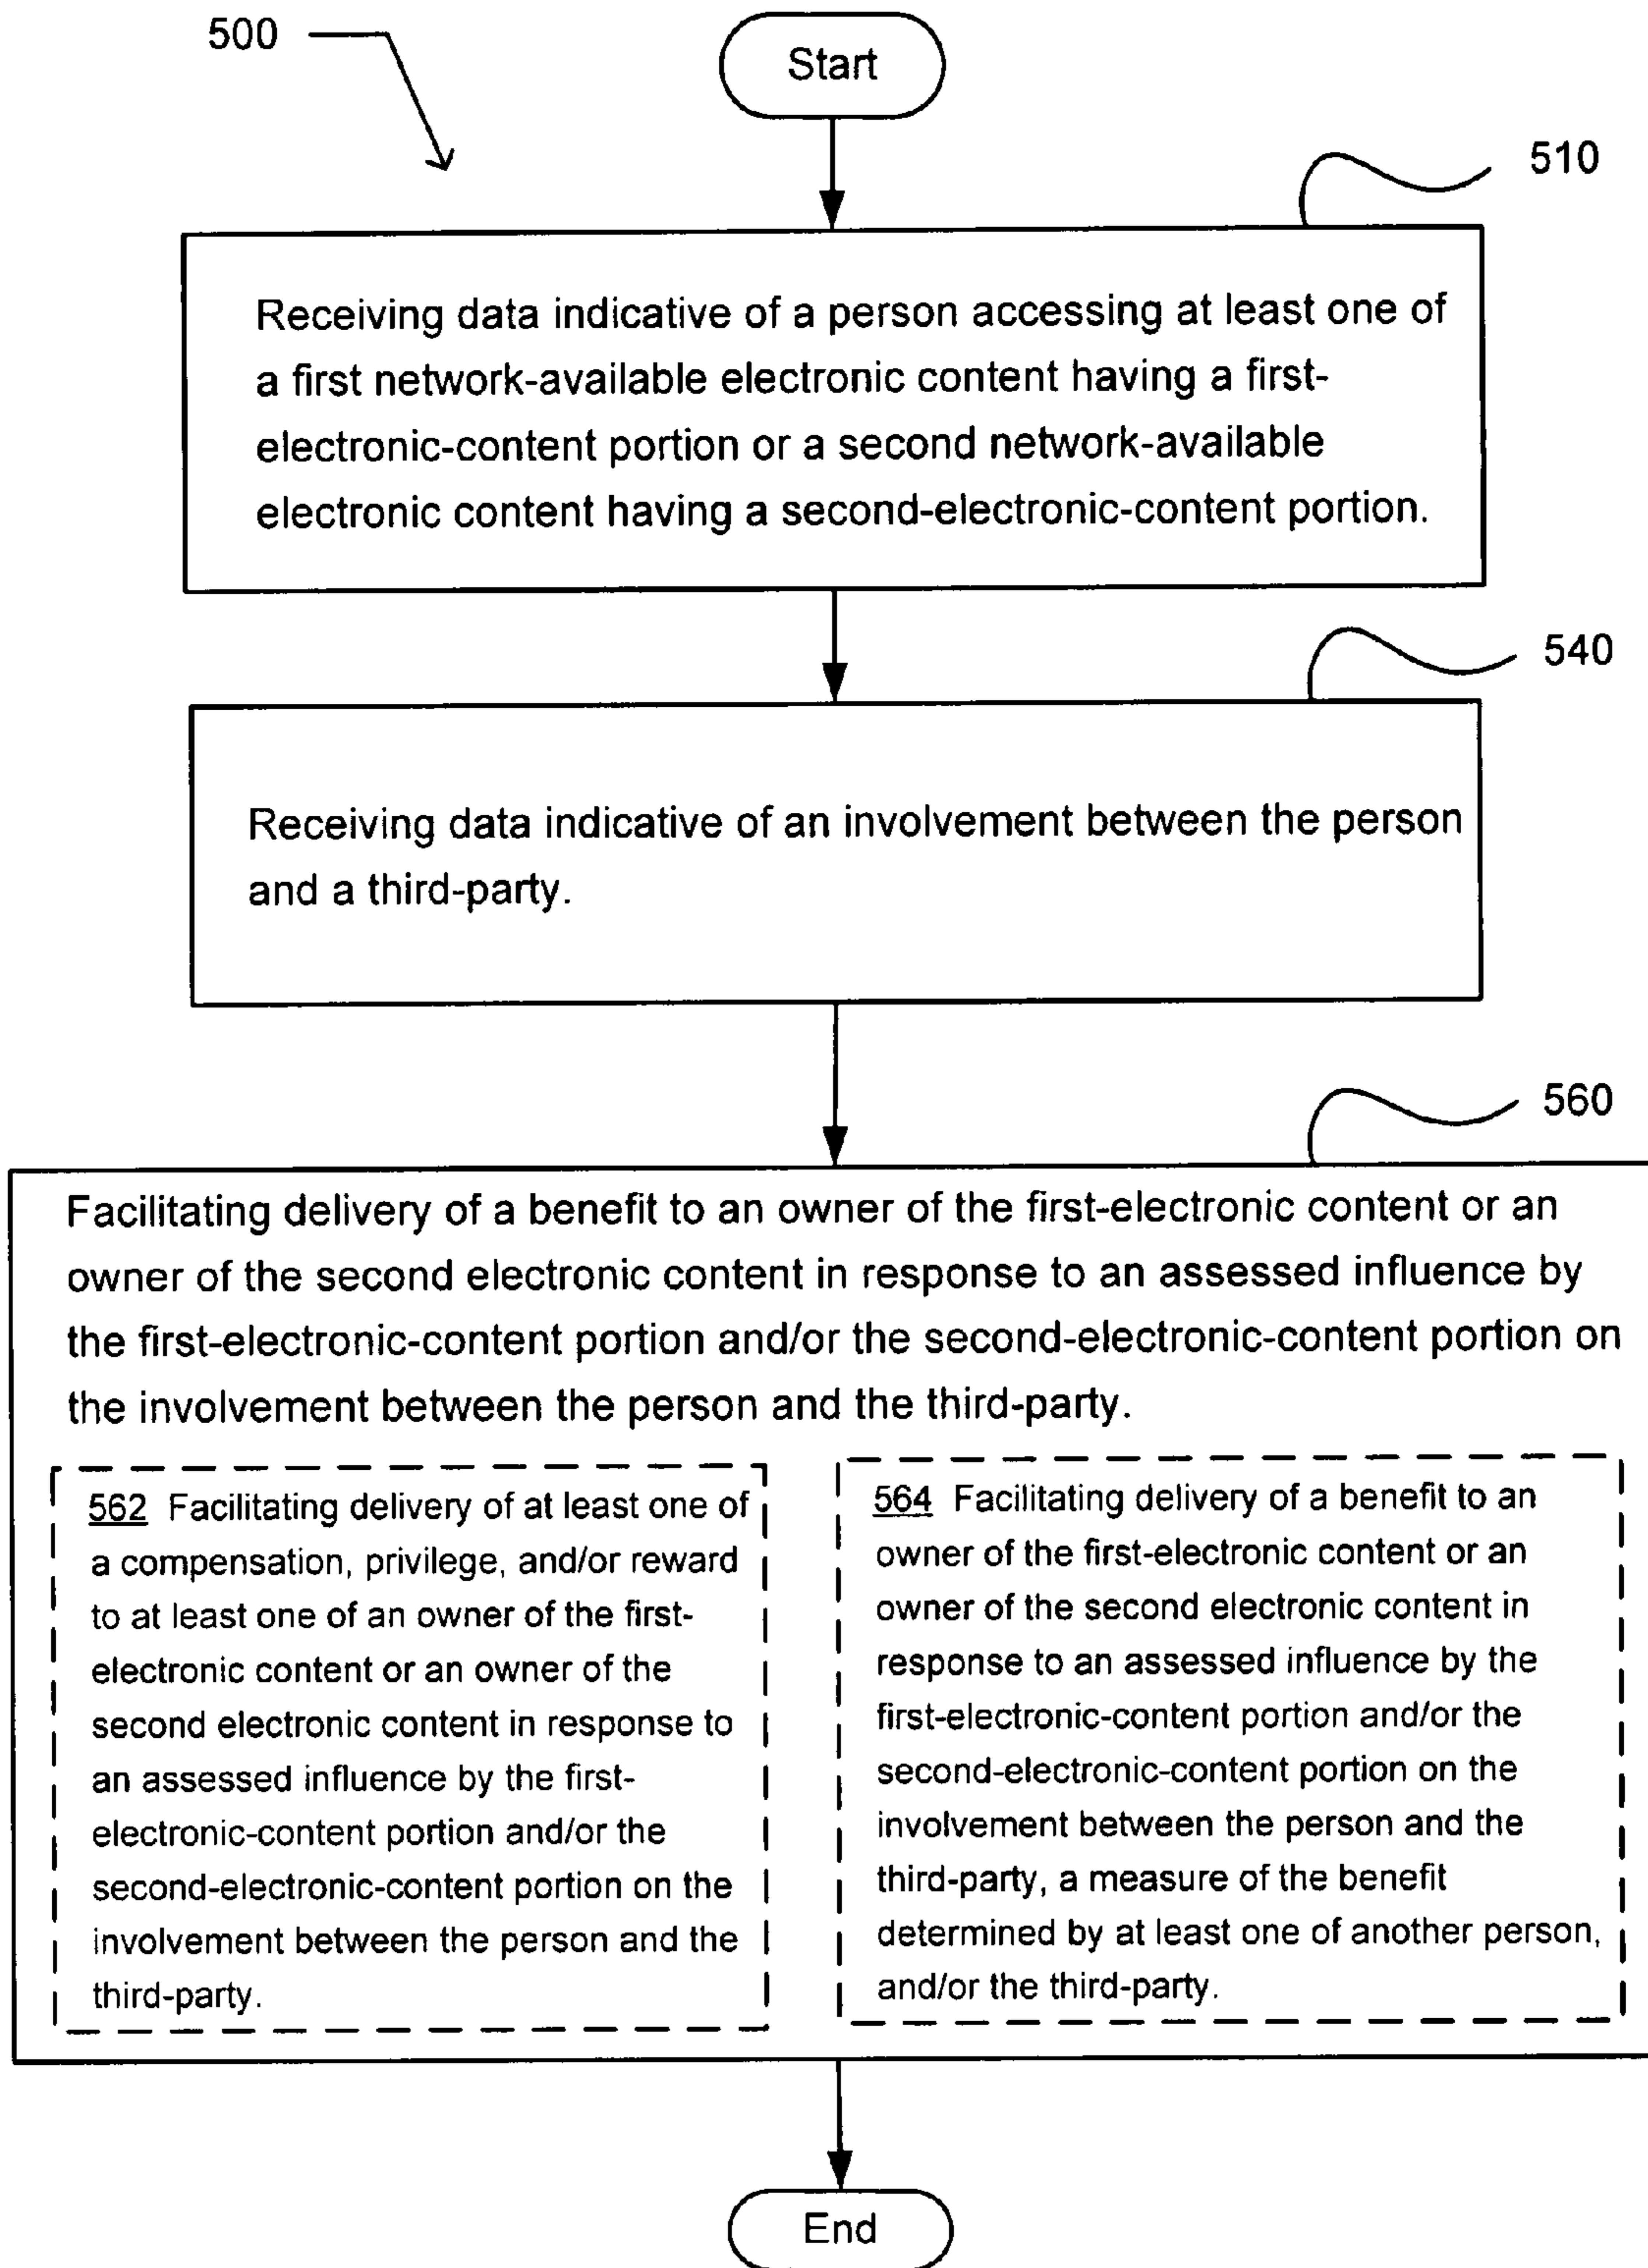 500
Start
510
Receiving data indicative of a person accessing at least one of
a first network-available electronic content having a first-
electronic-content portion or a second network-available
electronic content having a second-electronic-content portion.
540
Receiving data indicative of an involvement between the person
and a third-party.
560
Facilitating delivery of a benefit to an owner of the first-electronic content or an
owner of the second electronic content in response to an assessed influence by
the first-electronic-content portion and/or the second-electronic-content portion on
the involvement between the person and the third-party.
562 Facilitating delivery of at least one of
a compensation, privilege, and/or reward
to at least one of an owner of the first-
electronic content or an owner of the
second electronic content in response to
an assessed influence by the first-
electronic-content portion and/or the
second-electronic-content portion on the
involvement between the person and the
third-party.
564 Facilitating delivery of a benefit to an
owner of the first-electronic content or an
owner of the second electronic content in
response to an assessed influence by the
first-electronic-content portion and/or the
second-electronic-content portion on the
involvement between the person and the
third-party, a measure of the benefit
determined by at least one of another person,
and/or the third-party.
End